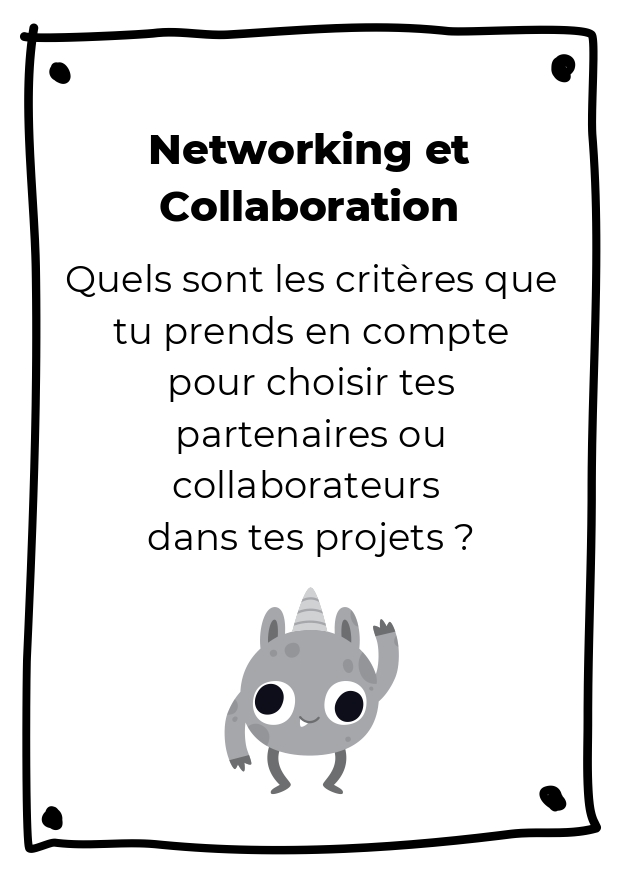 Networking et
Collaboration
Quels sont les critères que
tu prends en compte
pour choisir tes
partenaires ou
collaborateurs
dans tes projets ?